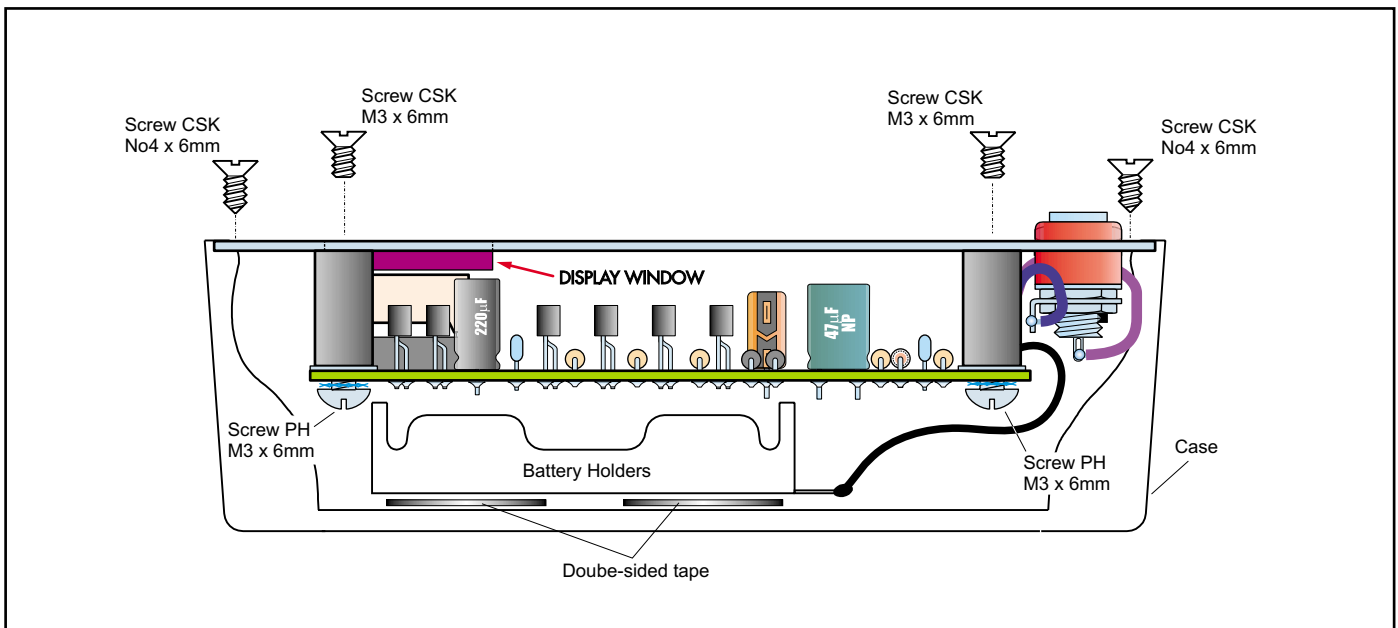 Screw CSK
M3 x 6mm
Screw CSK
M3 x 6mm
Screw CSK
No4 x 6mm
Screw CSK
No4 x 6mm
DISPLAY WINDOW
220µF
47µF
NP
Screw PH
M3 x 6mm
Battery Holders
Screw PH
M3 x 6mm
Case
Doube-sided tape